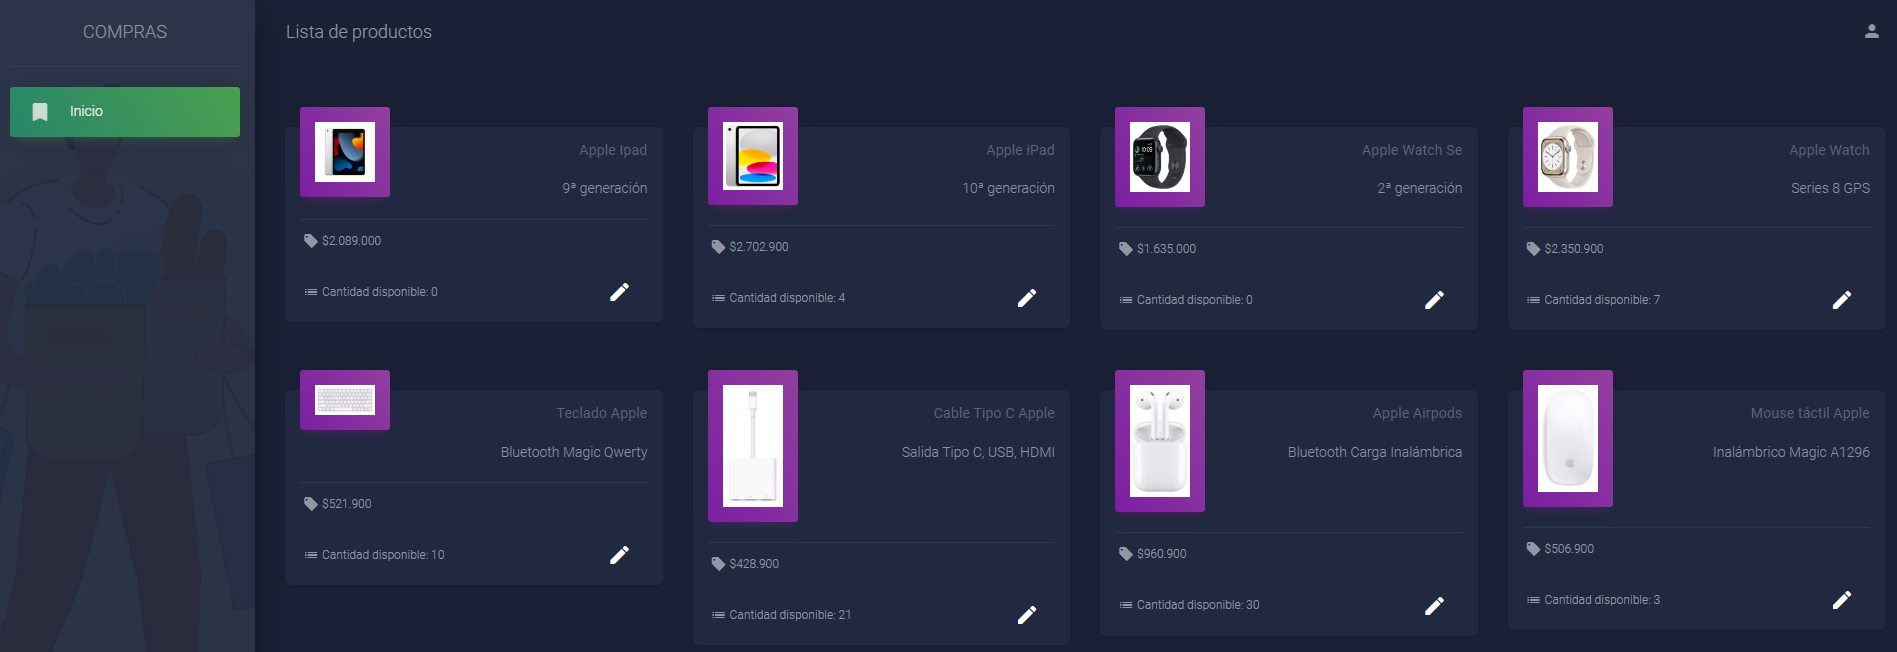 COMPRAS
Lista de productos
Inicio
Apple Ipad
9ª generación
$2.089.000
Cantidad disponible: 0
Apple iPad
10ª generación
$2.702.900
Cantidad disponible: 4
Apple Watch Se
2ª generación
$1.635.000
Cantidad disponible: 0
Apple Watch
Series 8 GPS
$2.350.900
Cantidad disponible: 7
Teclado Apple
Bluetooth Magic Qwerty
$521.900
Cantidad disponible: 10
Cable Tipo C Apple
Salida Tipo C, USB, HDMI
$428.900
Cantidad disponible: 21
Apple Airpods
Bluetooth Carga Inalámbrica
$960.900
Cantidad disponible: 30
Mouse táctil Apple
Inalámbrico Magic A1296
$506.900
Cantidad disponible: 3